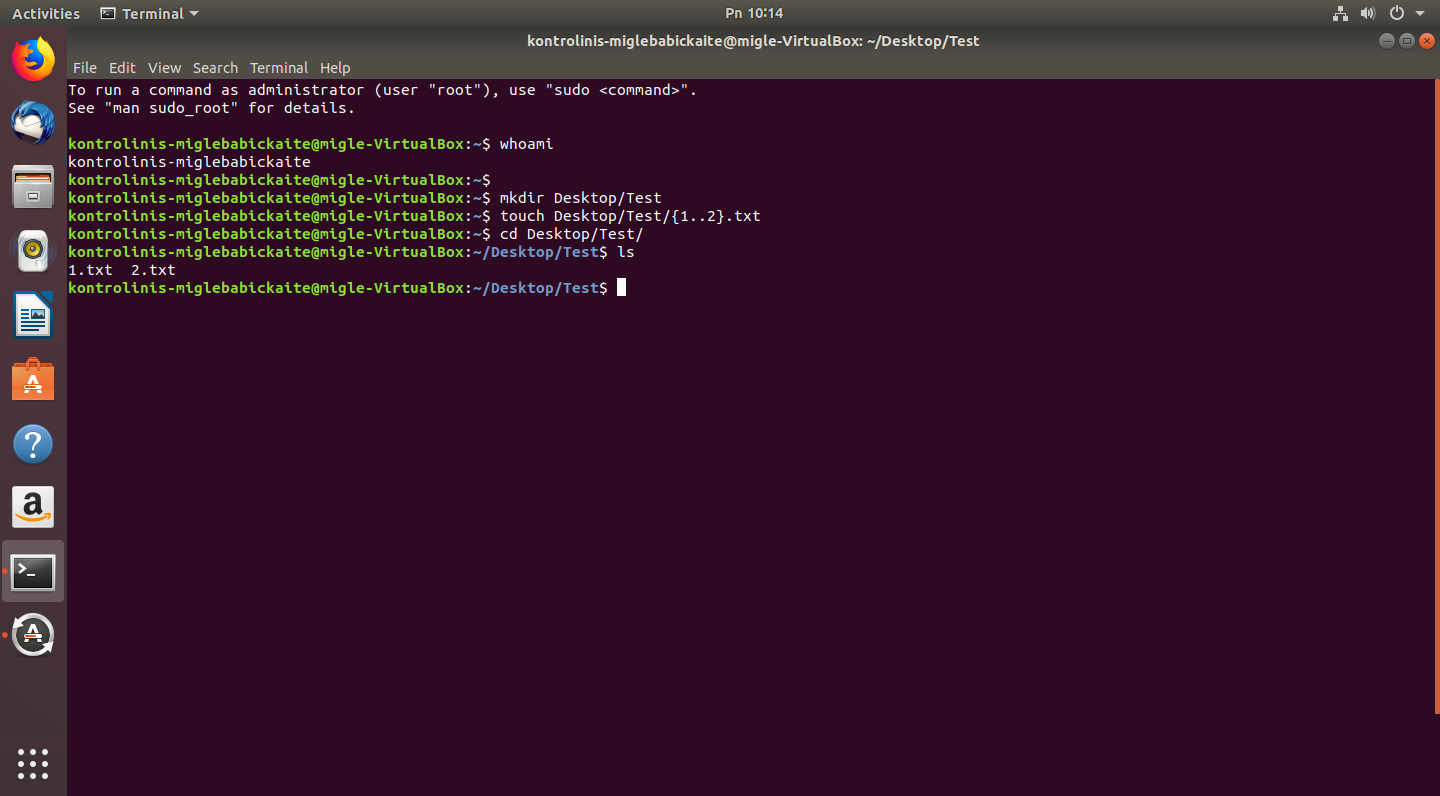 Activities Terminal Pn 10:14
kontrolinis-miglebabickaite@migle-VirtualBox: ~/Desktop/Test
File Edit View Search Terminal Help
To run a command as administrator (user "root"), use "sudo <command>".
See "man sudo_root" for details.
kontrolinis-miglebabickaite@migle-VirtualBox:~$ whoami
kontrolinis-miglebabickaite
kontrolinis-miglebabickaite@migle-VirtualBox:~$
kontrolinis-miglebabickaite@migle-VirtualBox:~$ mkdir Desktop/Test
kontrolinis-miglebabickaite@migle-VirtualBox:~$ touch Desktop/Test/{1..2}.txt
kontrolinis-miglebabickaite@migle-VirtualBox:~$ cd Desktop/Test/
kontrolinis-miglebabickaite@migle-VirtualBox:~/Desktop/Test$ ls
1.txt  2.txt
kontrolinis-miglebabickaite@migle-VirtualBox:~/Desktop/Test$